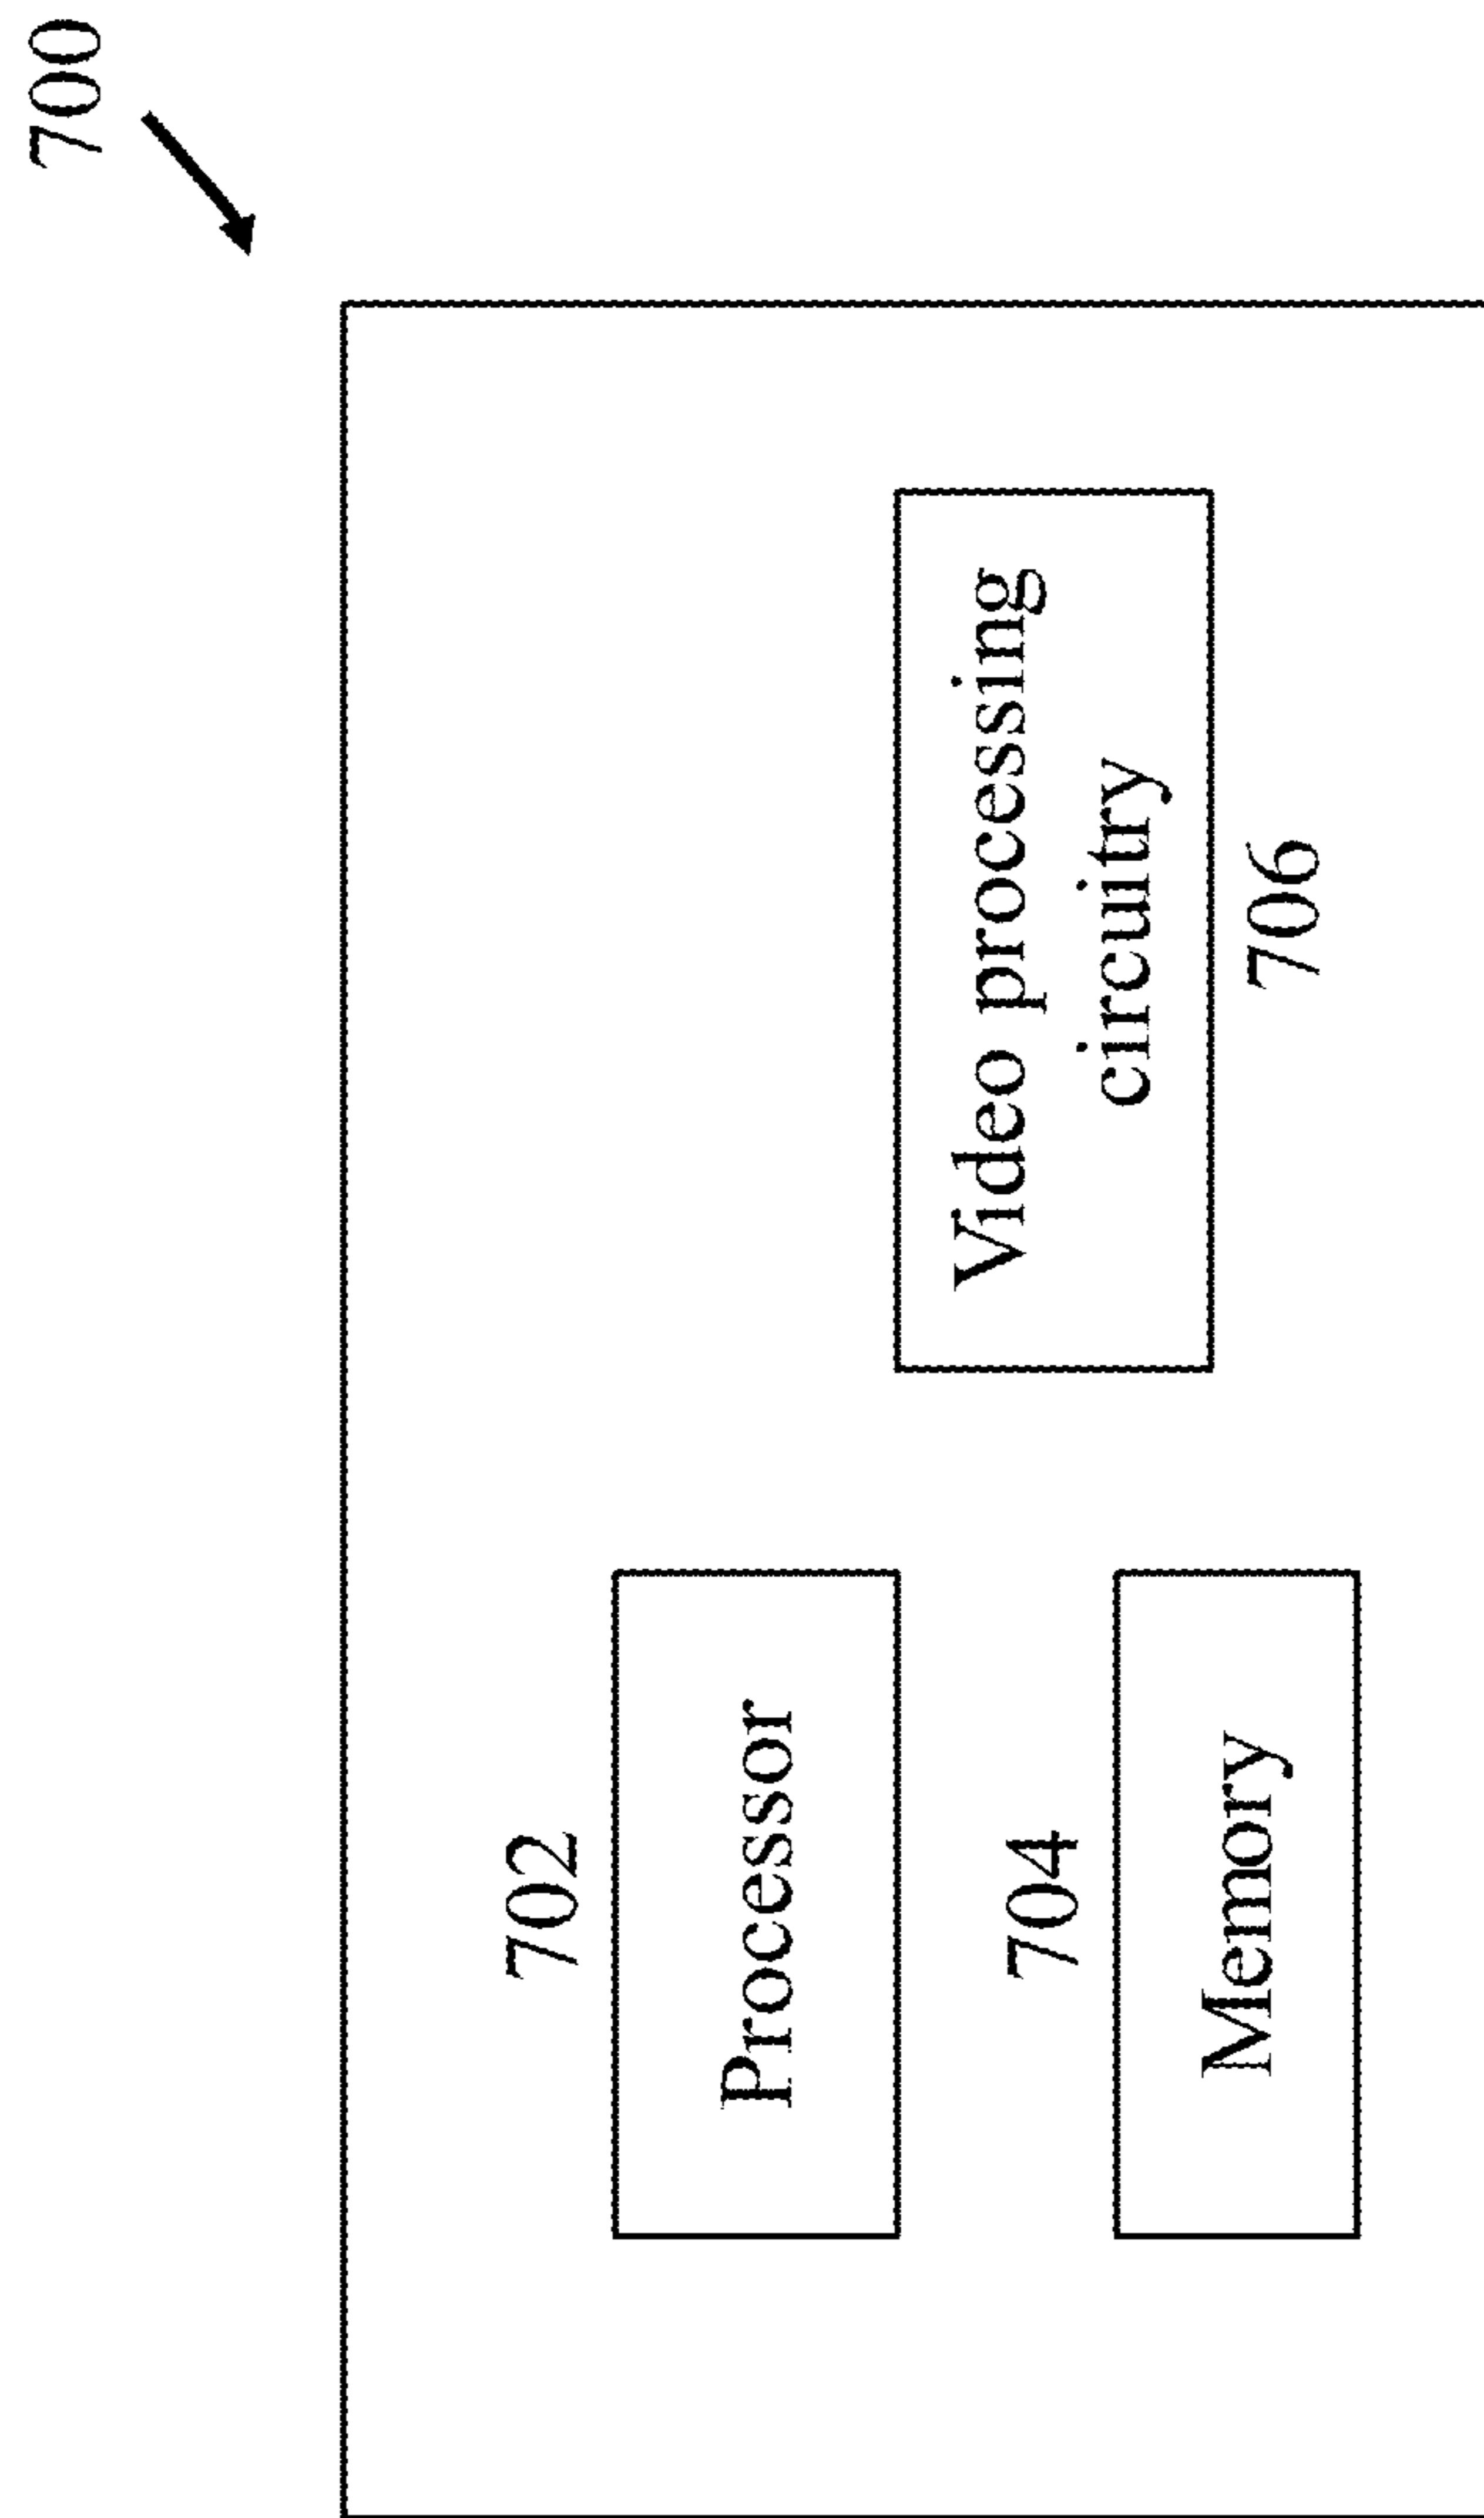 700
702
Processor
704
Memory
Video processing
circuitry
706